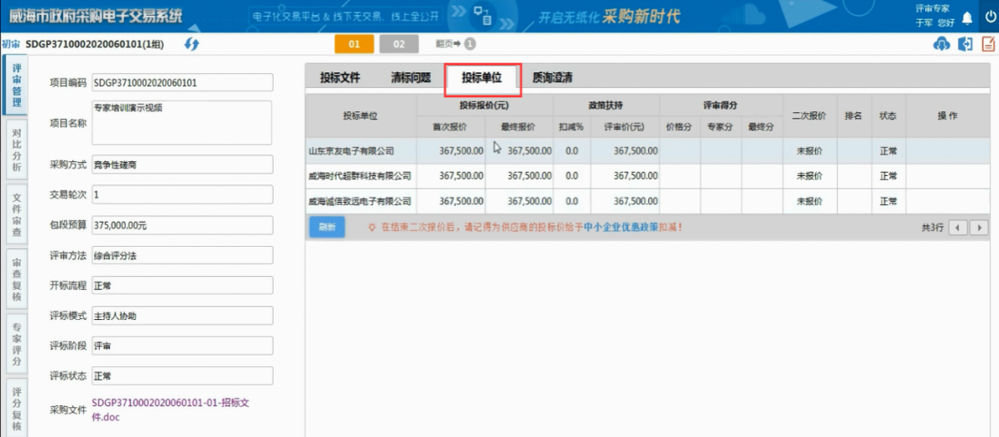 威海市政府采购电子交易系统
电子化交易平台 & 线下无交易、线上全公开
开启无纸化 采购新时代
评审专家
于军 您好
初审 SDGP3710002020060101(1组)
01
02
翻页➡ 1
评审管理
对比分析
文件审查
审查复核
专家评分
评分复核
项目编码 SDGP3710002020060101
项目名称 专家培训演示视频
采购方式 竞争性磋商
交易轮次 1
包段预算 375,000.00元
评审方法 综合评分法
开标流程 正常
评标模式 主持人协助
评标阶段 评审
评标状态 正常
采购文件 SDGP3710002020060101-01-招标文
件.doc
投标文件 清标问题 投标单位 质询澄清
投标单位 投标报价(元) 政策扶持 评审得分 二次报价 排名 状态 操作
首次报价 最终报价 扣减% 评审价(元) 价格分 专家分 最终分
山东京友电子有限公司 367,500.00 367,500.00 0.0 367,500.00 未报价 正常
威海时代超群科技有限公司 367,500.00 367,500.00 0.0 367,500.00 未报价 正常
威海诚信致远电子有限公司 367,500.00 367,500.00 0.0 367,500.00 未报价 正常
刷新
在结束二次报价后，请记得为供应商的投标价给予中小企业优惠政策扣减！
共3行